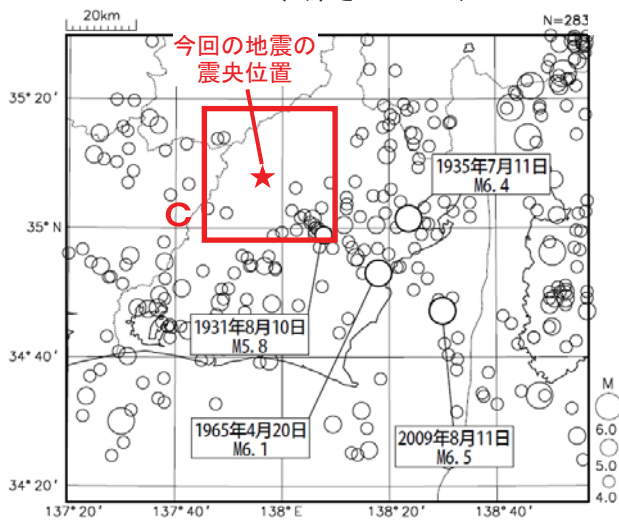 20km
N=283
今回の地震の
震央位置
35°20′
1935年7月11日
M6.4
C
35°N
1931年8月10日
M5.8
34°40′
1965年4月20日
M6.1
2009年8月11日
M6.5
M
6.0
5.0
4.0
34°20′
137°20′
137°40′
138°E
138°20′
138°40′